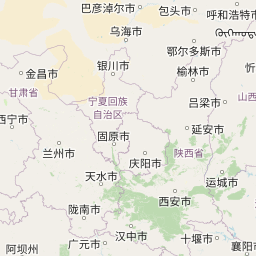 巴彦淖尔市
包头市
呼和浩特市
乌海市
鄂尔多斯市
银川市
榆林市
忻
金昌市
甘肃省
宁夏回族
自治区
吕梁市
山西
西宁市
固原市
延安市
兰州市
庆阳市
陕西省
天水市
运城市
西安市
陇南市
广元市
汉中市
十堰市
襄阳市
阿坝州